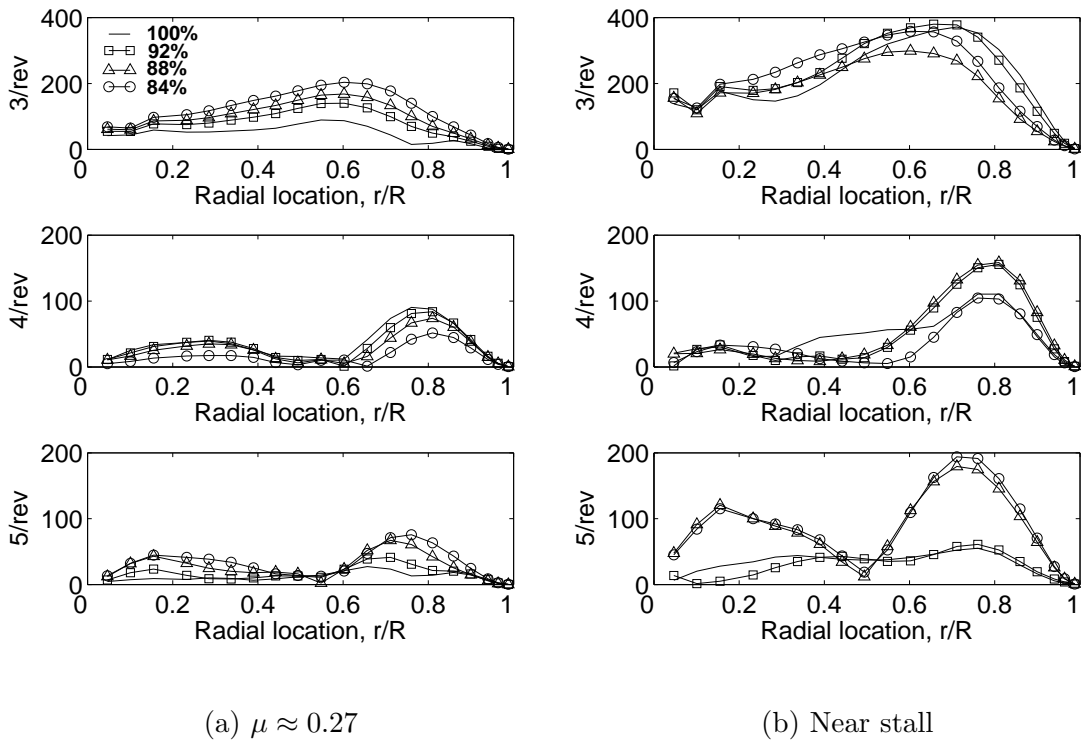 400
200
0
3/rev
100%
92%
88%
84%
0 0.2 0.4 0.6 0.8 1
Radial location, r/R
200
100
0
4/rev
0 0.2 0.4 0.6 0.8 1
Radial location, r/R
200
100
0
5/rev
0 0.2 0.4 0.6 0.8 1
Radial location, r/R
(a) μ ≈ 0.27
400
300
200
100
0
3/rev
0 0.2 0.4 0.6 0.8 1
Radial location, r/R
200
100
0
4/rev
0 0.2 0.4 0.6 0.8 1
Radial location, r/R
200
100
0
5/rev
0 0.2 0.4 0.6 0.8 1
Radial location, r/R
(b) Near stall